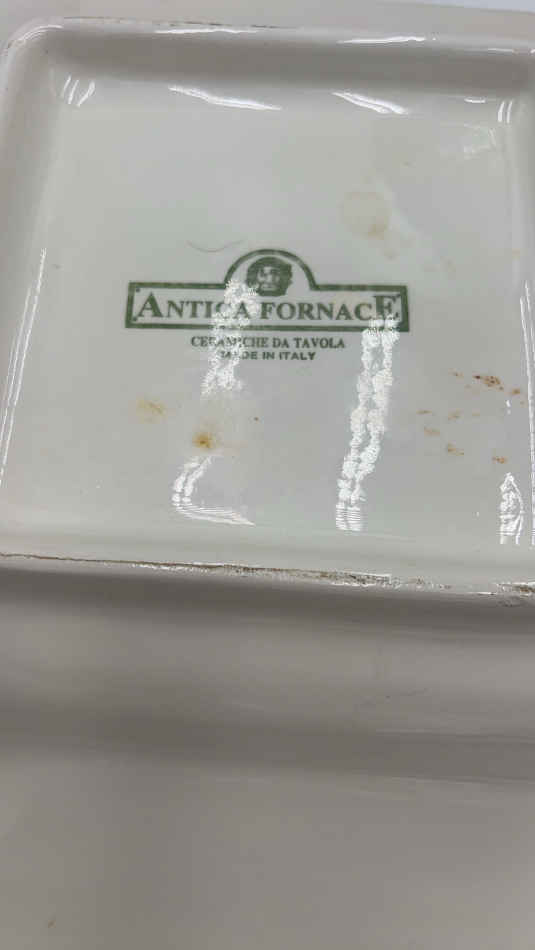 ANTICA FORNACE
CERAMICHE DA TAVOLA
MADE IN ITALY